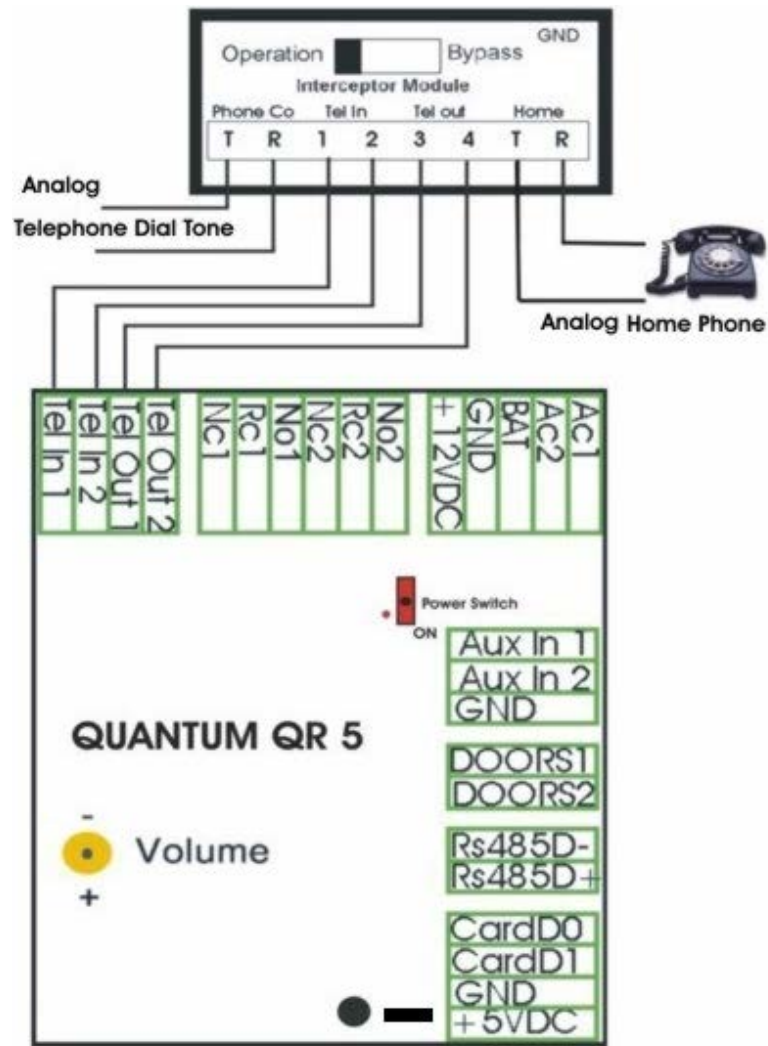 GND
Operation Bypass
Interceptor Module
Phone Co Tel In Tel out Home
T R 1 2 3 4 T R
Analog
Telephone Dial Tone
Analog Home Phone
Tel In 1
Tel In 2
Tel Out 1
Tel Out 2
Nc1
Rc1
No1
Nc2
Rc2
No2
+12VDC
GND
BAT
Ac2
Ac1
Power Switch
ON
Aux In 1
Aux In 2
GND
QUANTUM QR 5
DOORS1
DOORS2
-
Volume
+
Rs485D-
Rs485D+
CardD0
CardD1
GND
+5VDC